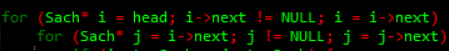 for (Sach* i = head; i->next != NULL; i = i->next)
for (Sach* j = i->next; j != NULL; j = j->next)